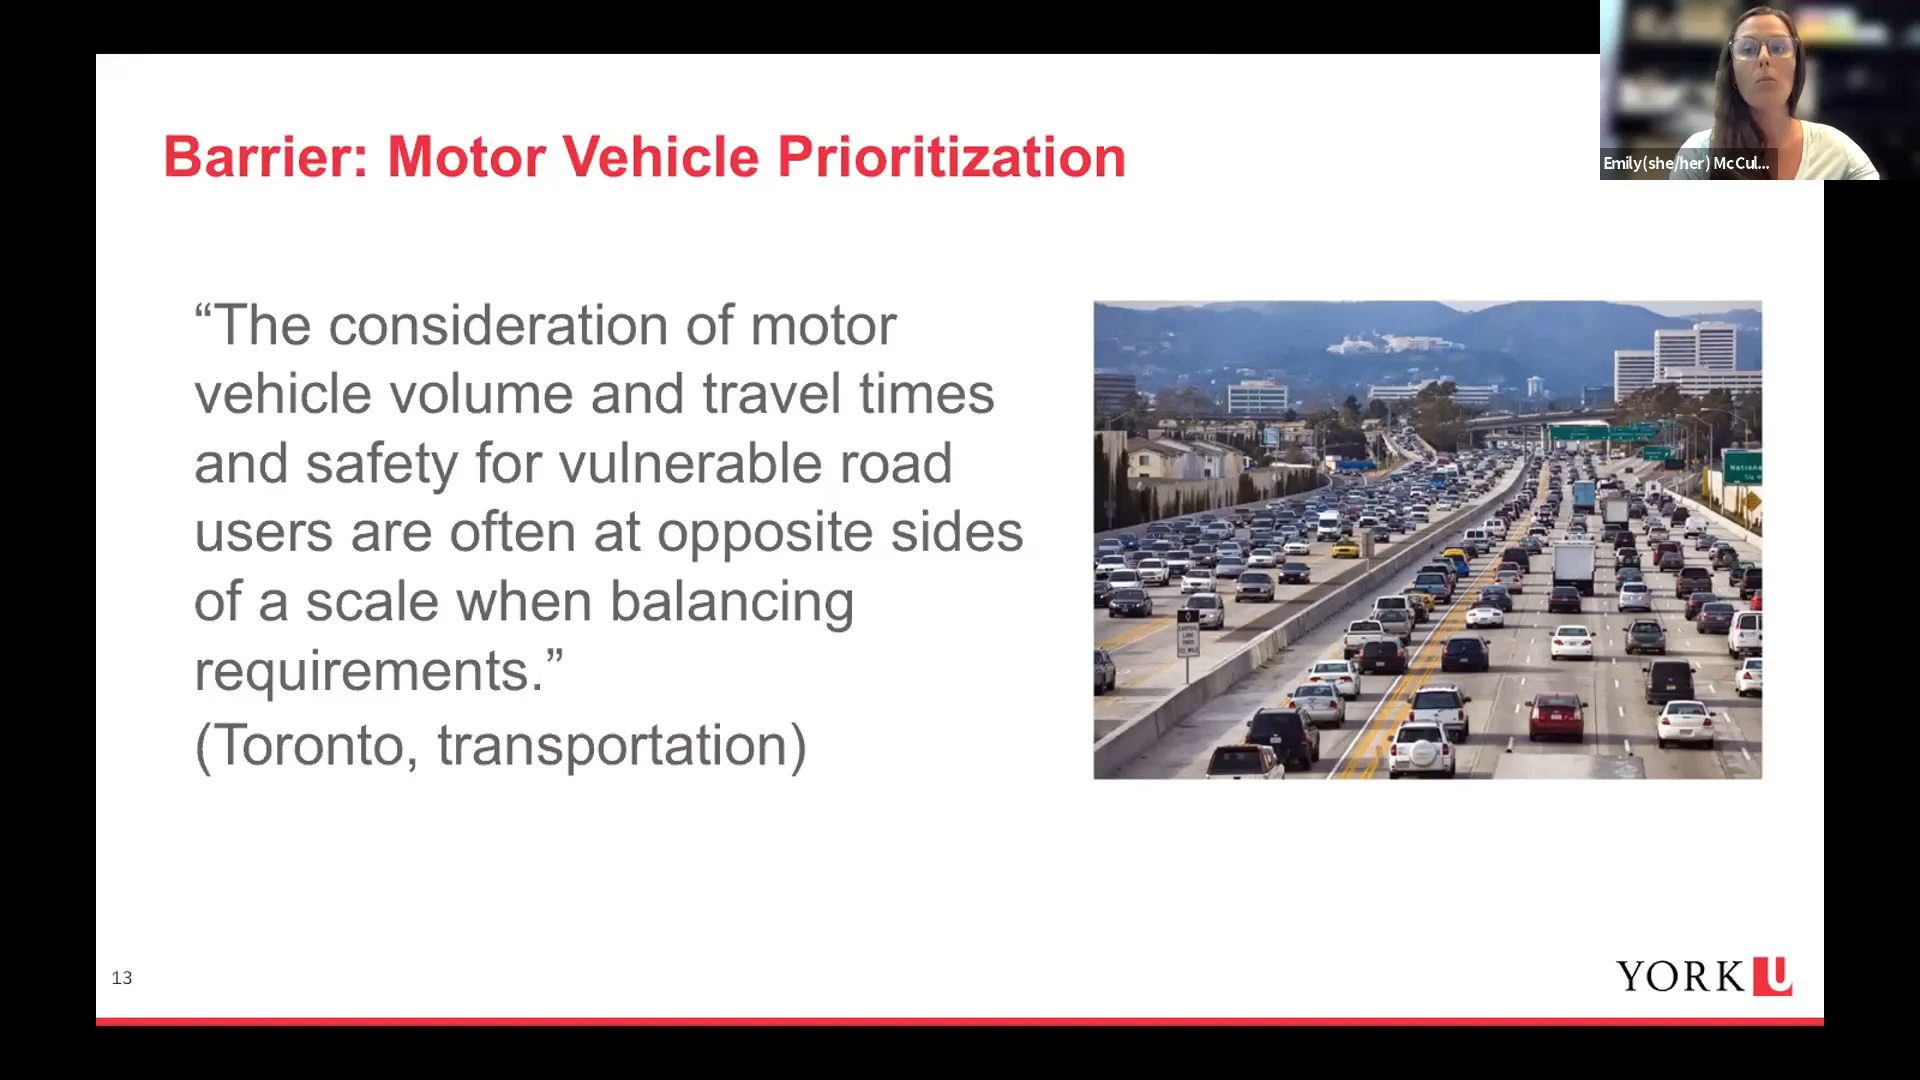 Emily(she/her) McCul...
Barrier: Motor Vehicle Prioritization
“The consideration of motor
vehicle volume and travel times
and safety for vulnerable road
users are often at opposite sides
of a scale when balancing
requirements.”
(Toronto, transportation)
13
YORK U